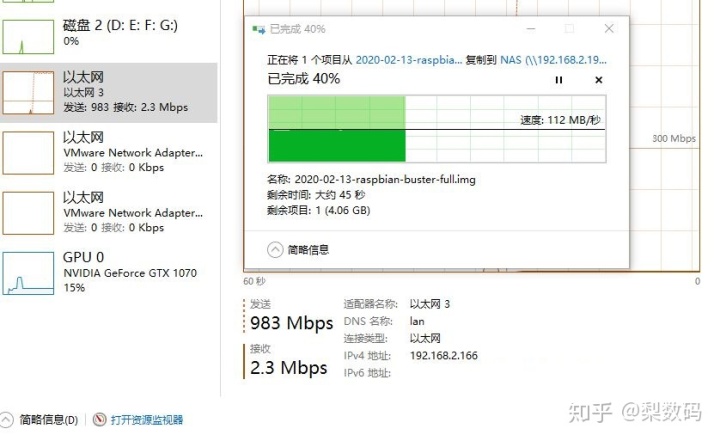 磁盘 2 (D: E: F: G:)
0%
以太网
以太网 3
发送: 983 接收: 2.3 Mbps
以太网
VMware Network Adapter...
发送: 0 接收: 0 Kbps
以太网
VMware Network Adapter...
发送: 0 接收: 0 Kbps
GPU 0
NVIDIA GeForce GTX 1070
15%
已完成 40%
正在将 1 个项目从 2020-02-13-raspbia... 复制到 NAS (\\192.168.2.19...
已完成 40%
速度: 112 MB/秒
名称: 2020-02-13-raspbian-buster-full.img
剩余时间: 大约 45 秒
剩余项目: 1 (4.06 GB)
简略信息
300 Mbps
60 秒
0
发送
983 Mbps
接收
2.3 Mbps
适配器名称: 以太网 3
DNS 名称: lan
连接类型: 以太网
IPv4 地址: 192.168.2.166
IPv6 地址:
简略信息(D)
打开资源监视器
知乎 @梨数码